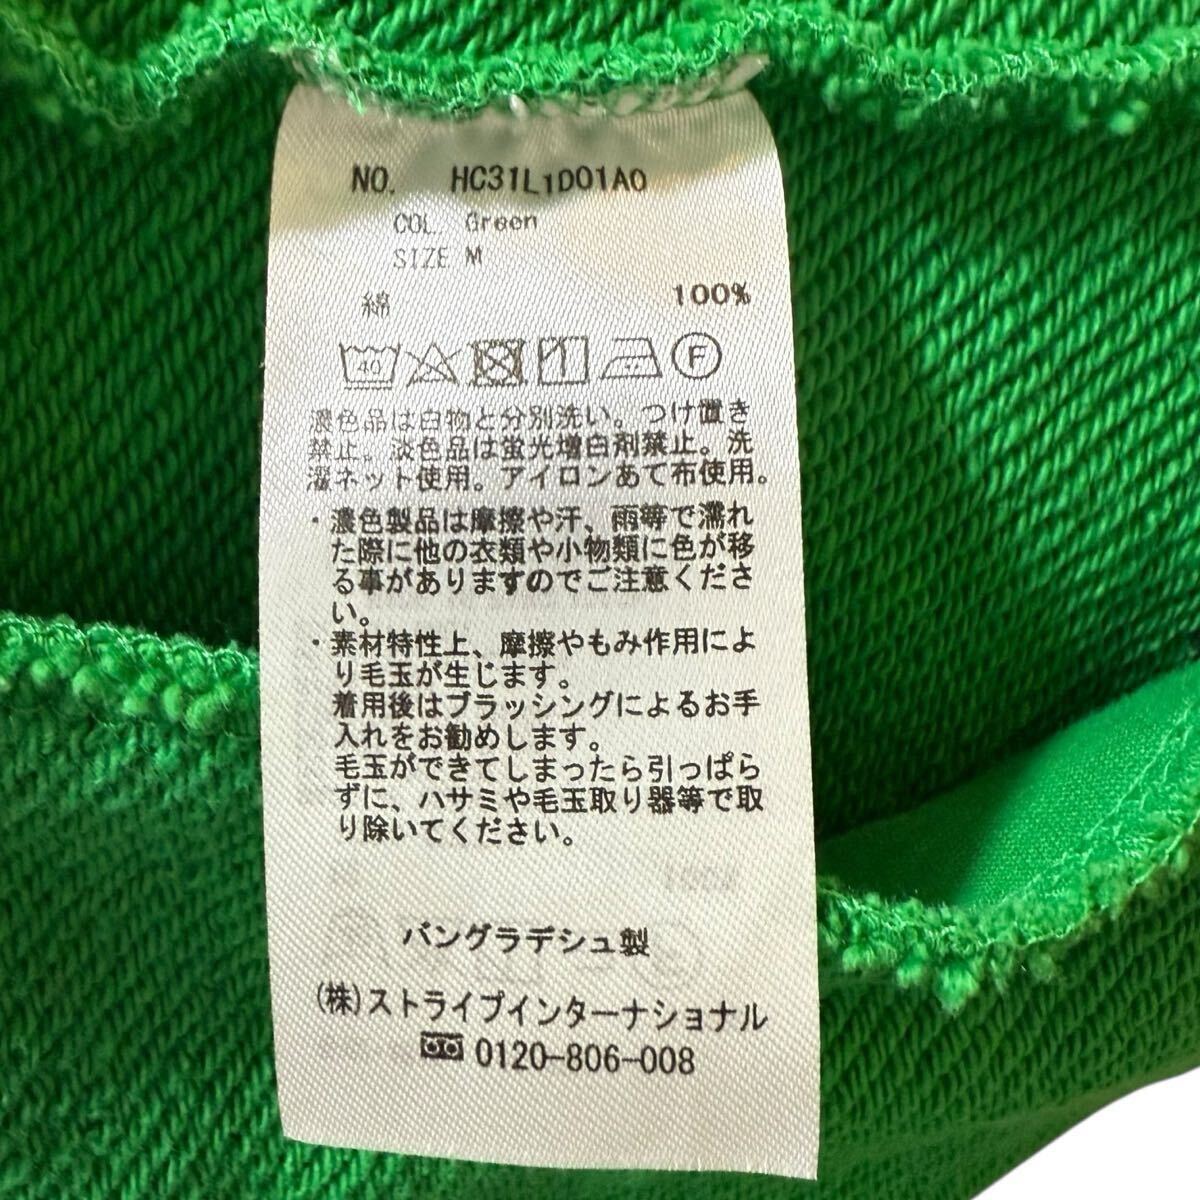 NO. HC31L1D01A0
COL Green
SIZE M
綿 100%
40 F
濃色品は白物と分別洗い。つけ置き
禁止。淡色品は蛍光増白剤禁止。洗
濯ネット使用。アイロンあて布使用。
・濃色製品は摩擦や汗、雨等で濡れ
た際に他の衣類や小物類に色が移
る事がありますのでご注意くださ
い。
・素材特性上、摩擦やもみ作用によ
り毛玉が生じます。
着用後はブラッシングによるお手
入れをお勧めします。
毛玉ができてしまったら引っぱら
ずに、ハサミや毛玉取り器等で取
り除いてください。
バングラデシュ製
(株)ストライプインターナショナル
0120-806-008